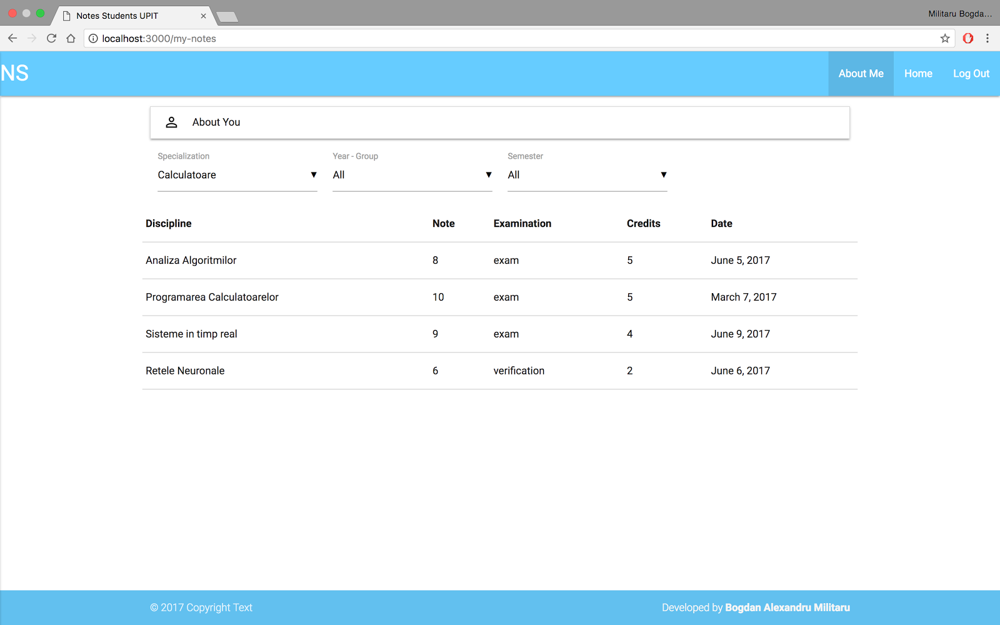 Notes Students UPIT
Militaru Bogda...
localhost:3000/my-notes
NS
About Me Home Log Out
About You
Specialization Year - Group Semester
Calculatoare All All
Discipline Note Examination Credits Date
Analiza Algoritmilor 8 exam 5 June 5, 2017
Programarea Calculatoarelor 10 exam 5 March 7, 2017
Sisteme in timp real 9 exam 4 June 9, 2017
Retele Neuronale 6 verification 2 June 6, 2017
© 2017 Copyright Text Developed by Bogdan Alexandru Militaru